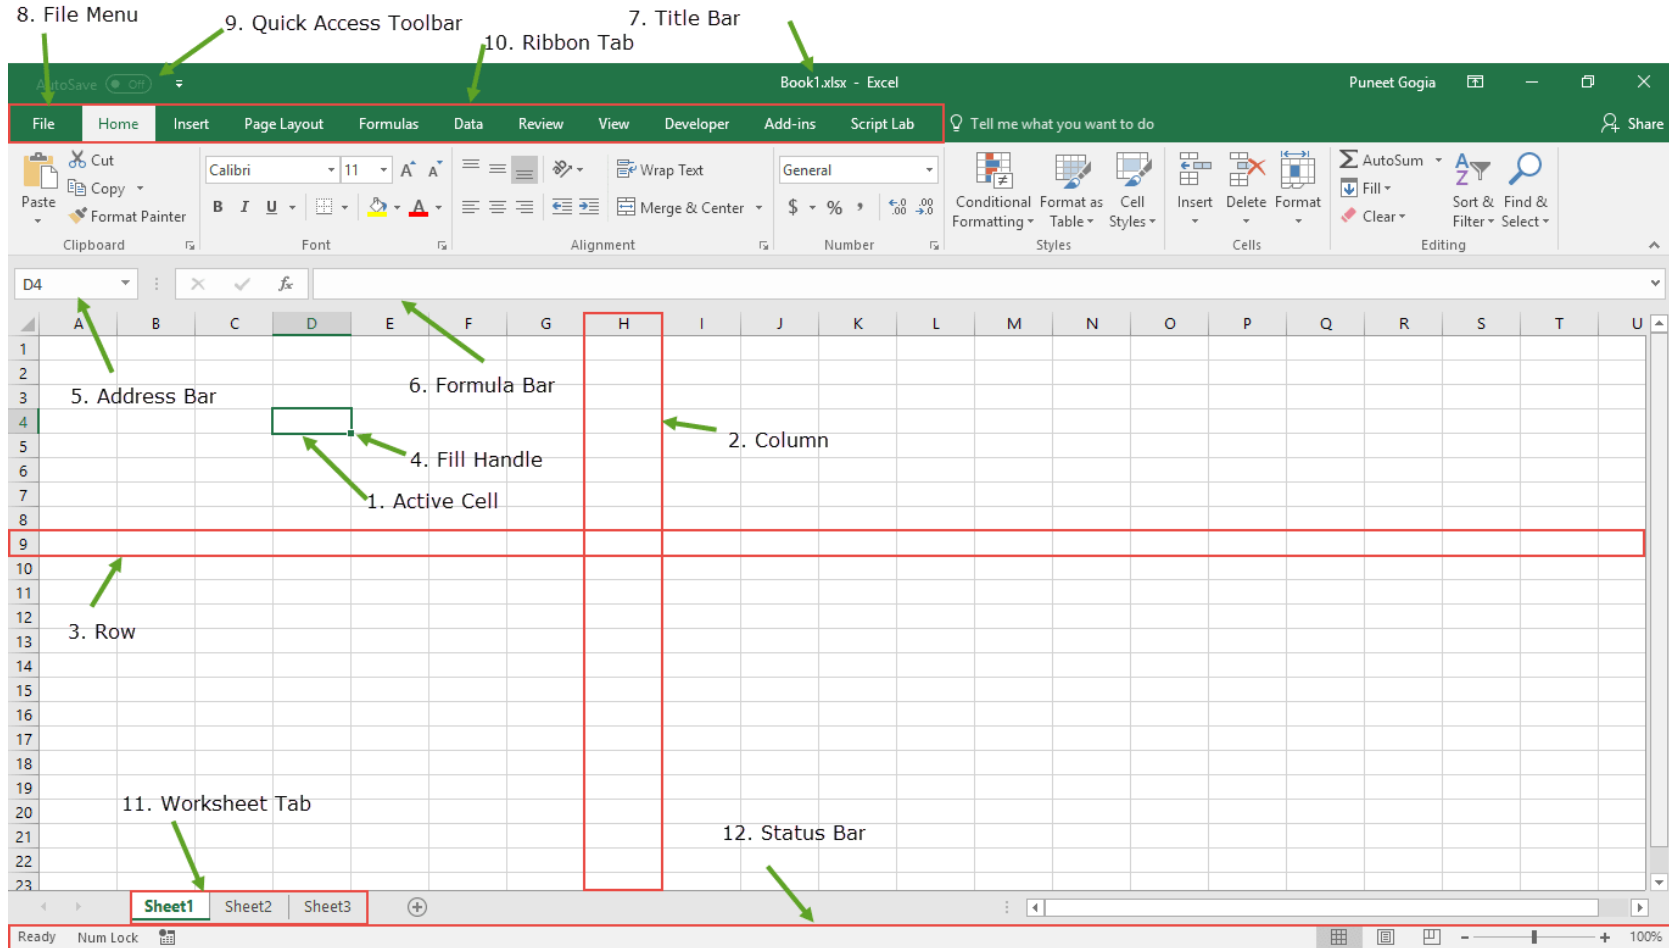 8. File Menu
9. Quick Access Toolbar
7. Title Bar
10. Ribbon Tab
AutoSave Off
Book1.xlsx - Excel
Puneet Gogia
File Home Insert Page Layout Formulas Data Review View Developer Add-ins Script Lab Tell me what you want to do Share
Cut
Copy
Format Painter
Paste
Clipboard
Calibri 11
B I U A
Font
Wrap Text
Merge & Center
Alignment
General
$ % , .0 .00 .00 .0
Number
Conditional Formatting
Format as Table
Cell Styles
Styles
Insert Delete Format
Cells
AutoSum
Fill
Clear
Sort & Filter
Find & Select
Editing
D4 fx
A B C D E F G H I J K L M N O P Q R S T U
1
2
3
4
5
6
7
8
9
10
11
12
13
14
15
16
17
18
19
20
21
22
23
5. Address Bar
6. Formula Bar
2. Column
4. Fill Handle
1. Active Cell
3. Row
11. Worksheet Tab
12. Status Bar
Sheet1 Sheet2 Sheet3
Ready Num Lock 100%